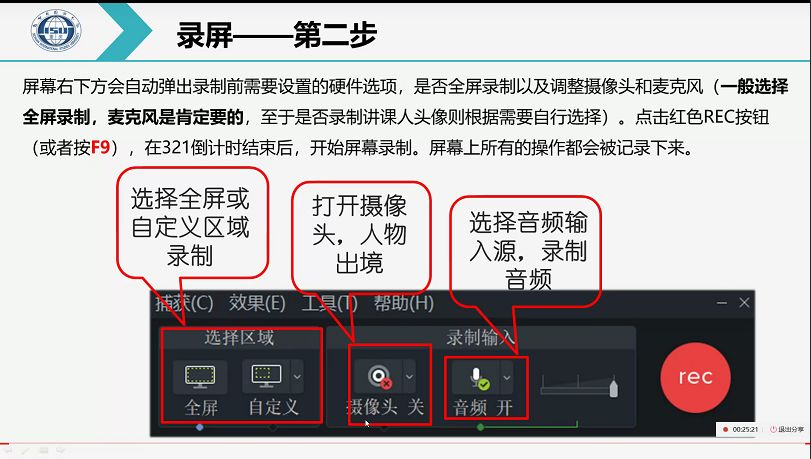 录屏——第二步
屏幕右下方会自动弹出录制前需要设置的硬件选项，是否全屏录制以及调整摄像头和麦克风（一般选择
全屏录制，麦克风是肯定要的，至于是否录制讲课人头像则根据需要自行选择）。点击红色REC按钮
（或者按F9），在321倒计时结束后，开始屏幕录制。屏幕上所有的操作都会被记录下来。
选择全屏或
自定义区域
录制
打开摄像
头，人物
出境
选择音频输
入源，录制
音频
捕获(C) 效果(E) 工具(T) 帮助(H)
选择区域
录制输入
全屏
自定义
摄像头 关
音频 开
rec
00:25:21
退出分享